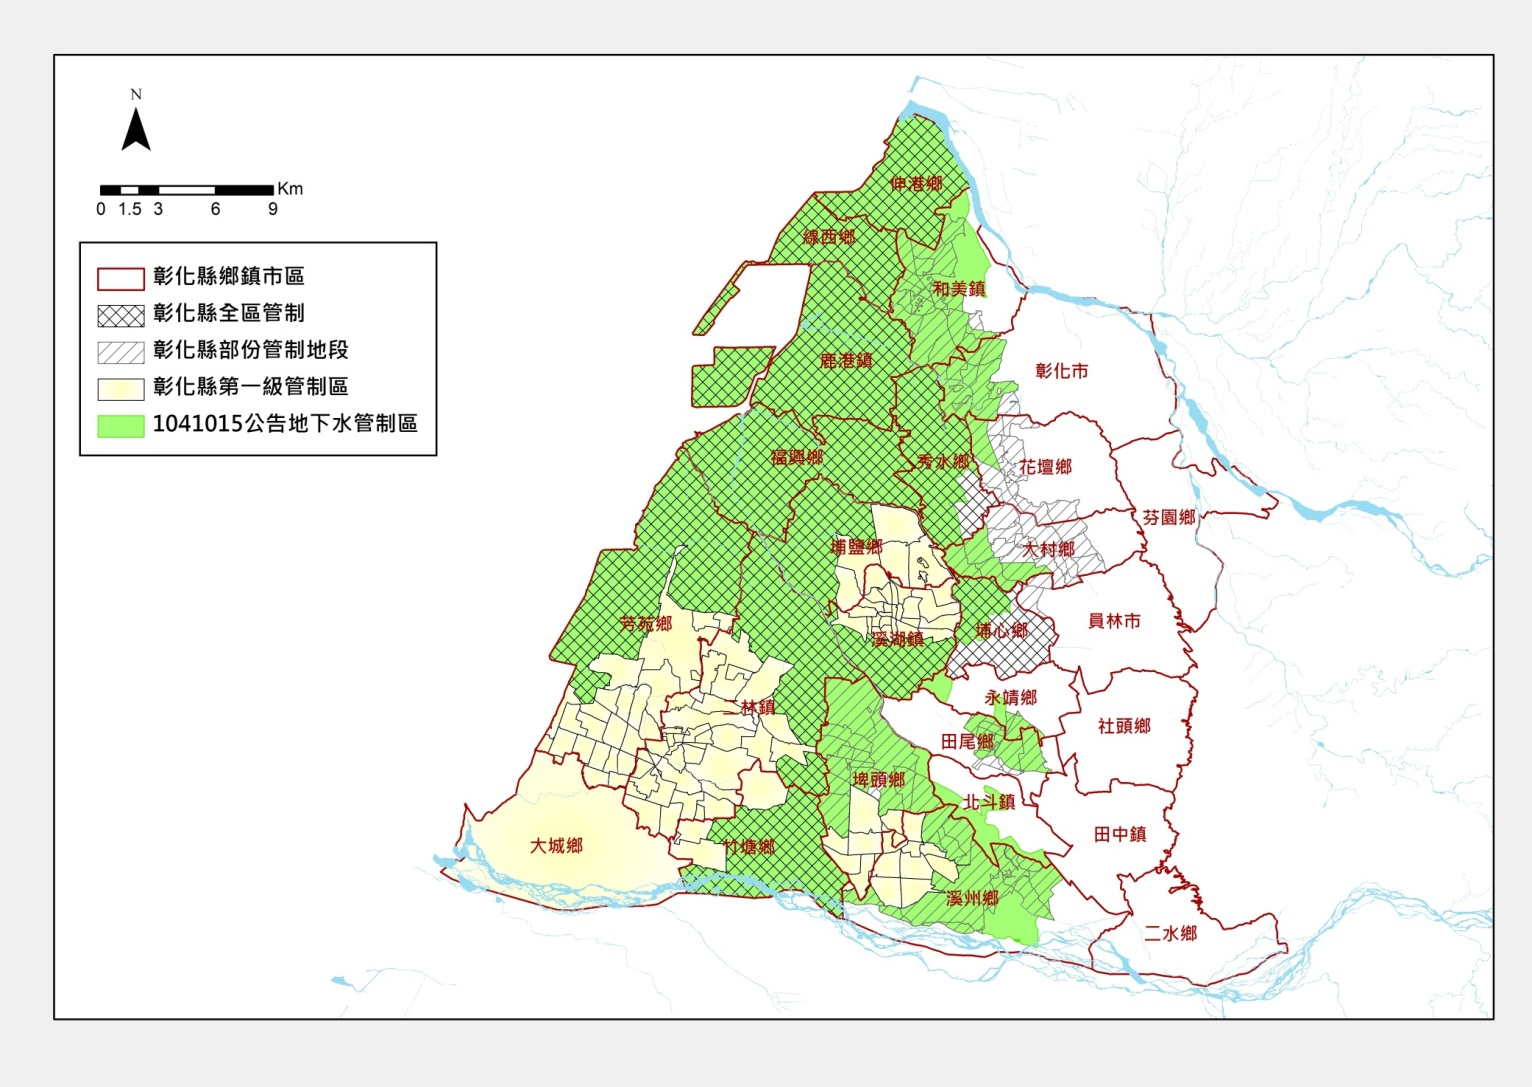 N
Km
0 1.5 3 6 9
彰化縣鄉鎮市區
彰化縣全區管制
彰化縣部份管制地段
彰化縣第一級管制區
1041015公告地下水管制區
伸港鄉
線西鄉
和美鎮
鹿港鎮
彰化市
福興鄉
秀水鄉
花壇鄉
芬園鄉
埔鹽鄉
大村鄉
芳苑鄉
溪湖鎮
埔心鄉
員林市
二林鎮
永靖鄉
社頭鄉
田尾鄉
埤頭鄉
北斗鎮
田中鎮
大城鄉
竹塘鄉
溪州鄉
二水鄉